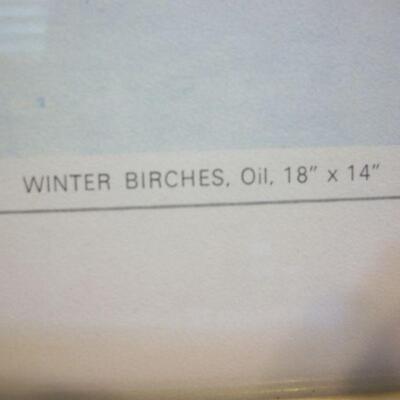 WINTER BIRCHES, Oil, 18" x 14"